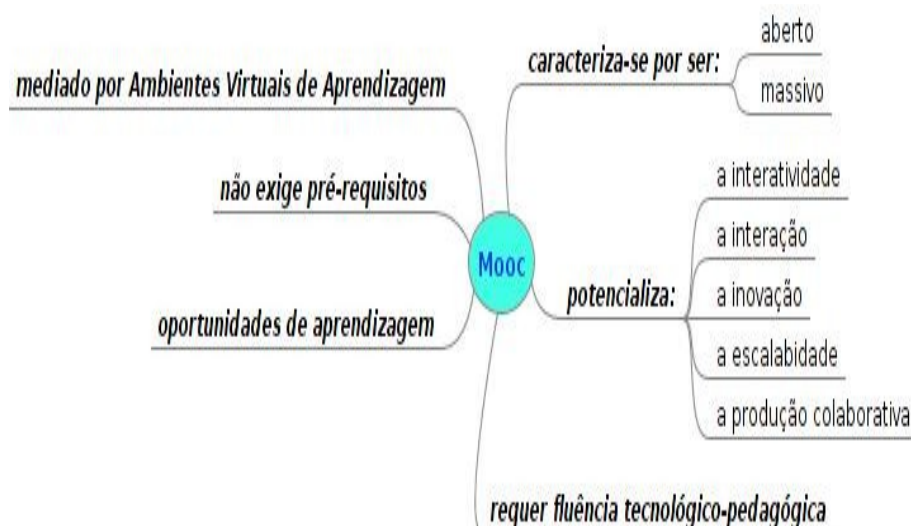 Mooc
mediado por Ambientes Virtuais de Aprendizagem
não exige pré-requisitos
oportunidades de aprendizagem
caracteriza-se por ser:
aberto
massivo
potencializa:
a interatividade
a interação
a inovação
a escalabidade
a produção colaborativa
requer fluência tecnológico-pedagógica